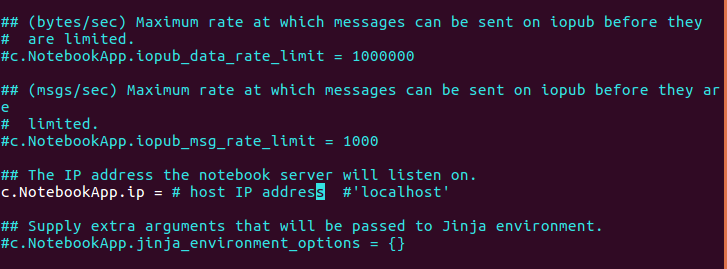 ## (bytes/sec) Maximum rate at which messages can be sent on iopub before they
#  are limited.
#c.NotebookApp.iopub_data_rate_limit = 1000000
## (msgs/sec) Maximum rate at which messages can be sent on iopub before they ar
e
#  limited.
#c.NotebookApp.iopub_msg_rate_limit = 1000
## The IP address the notebook server will listen on.
c.NotebookApp.ip = # host IP address  #'localhost'
## Supply extra arguments that will be passed to Jinja environment.
#c.NotebookApp.jinja_environment_options = {}